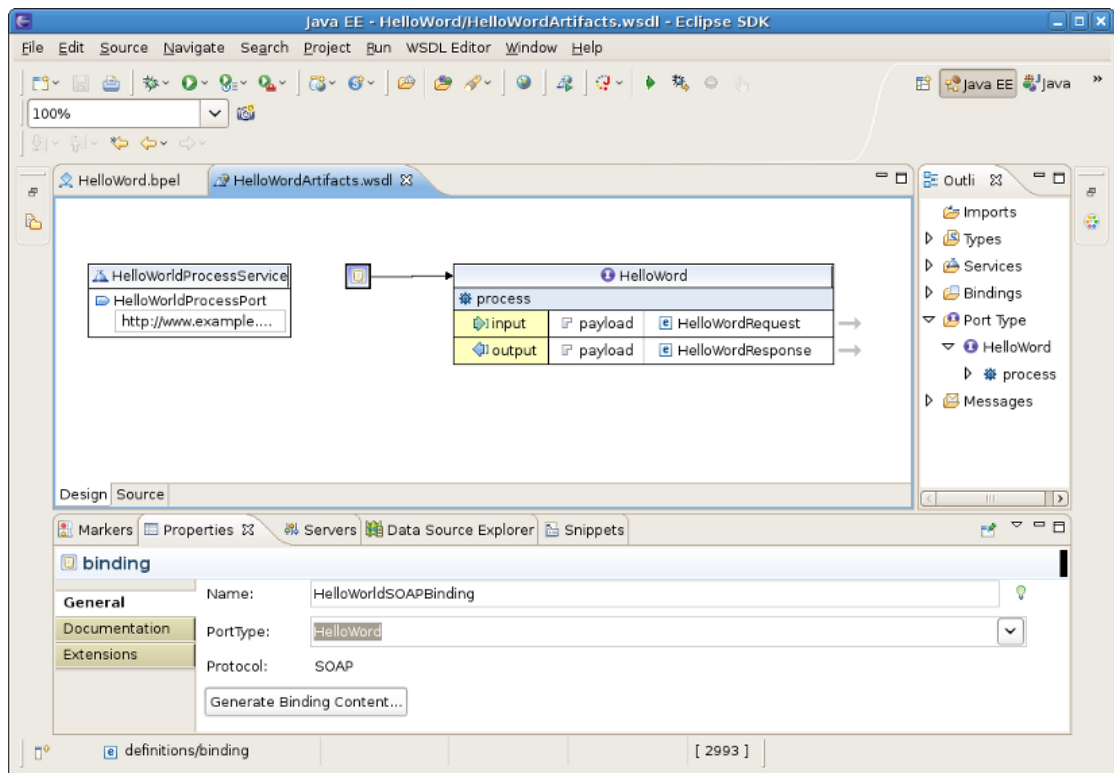 Java EE - HelloWord/HelloWordArtifacts.wsdl - Eclipse SDK
File Edit Source Navigate Search Project Run WSDL Editor Window Help
Java EE Java »
100%
HelloWord.bpel HelloWordArtifacts.wsdl Outli
Imports
Types
HelloWorldProcessService HelloWord Services
HelloWorldProcessPort process Bindings
http://www.example.... input payload HelloWordRequest Port Type
output payload HelloWordResponse HelloWord
process
Messages
Design Source
Markers Properties Servers Data Source Explorer Snippets
binding
General Name: HelloWorldSOAPBinding
Documentation PortType: HelloWord
Extensions Protocol: SOAP
Generate Binding Content...
definitions/binding [ 2993 ]